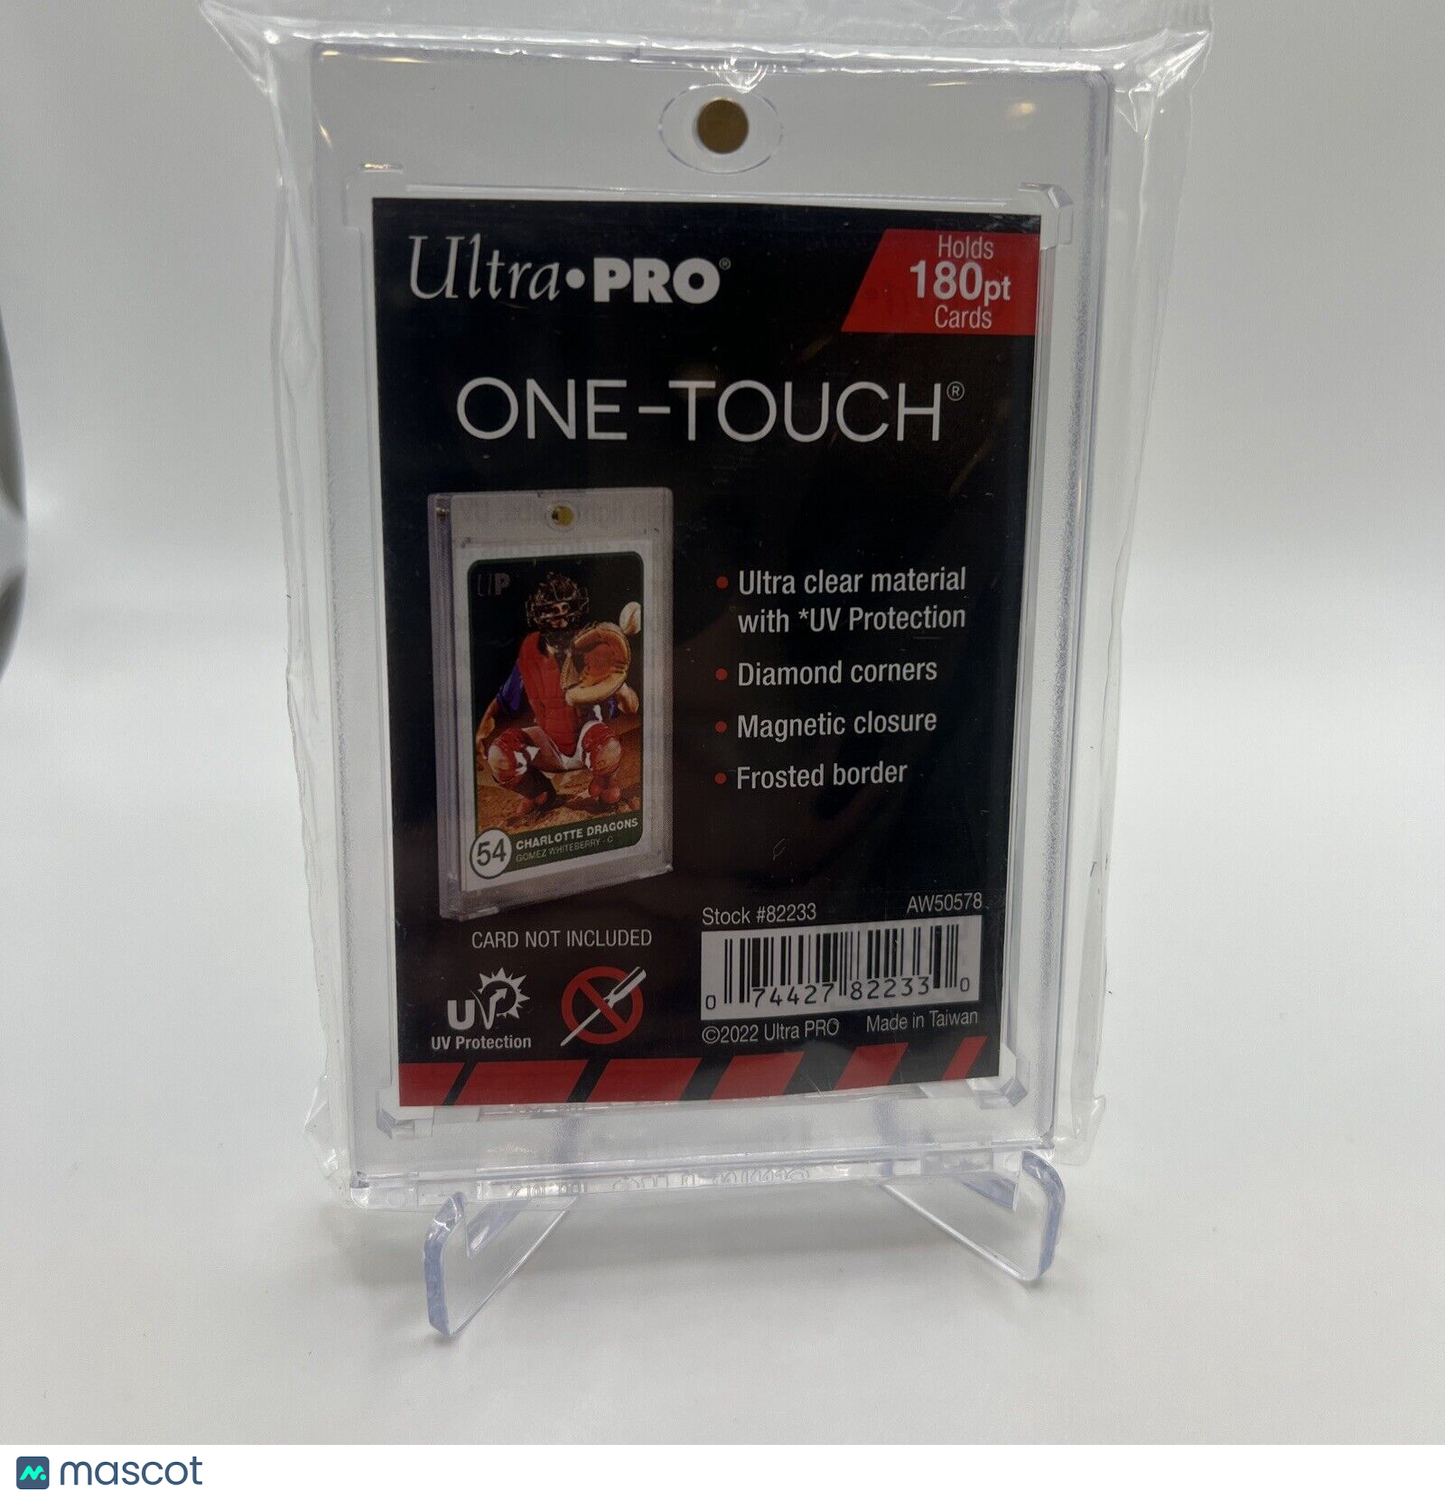 Ultra•PRO®
Holds
180pt
Cards
ONE-TOUCH®
UP
CHARLOTTE DRAGONS
54
GOMEZ WHITEBERRY - C
• Ultra clear material
with *UV Protection
• Diamond corners
• Magnetic closure
• Frosted border
CARD NOT INCLUDED
UV
UV Protection
Stock #82233
AW50578
0 74427 82233 0
©2022 Ultra PRO
Made in Taiwan
mascot